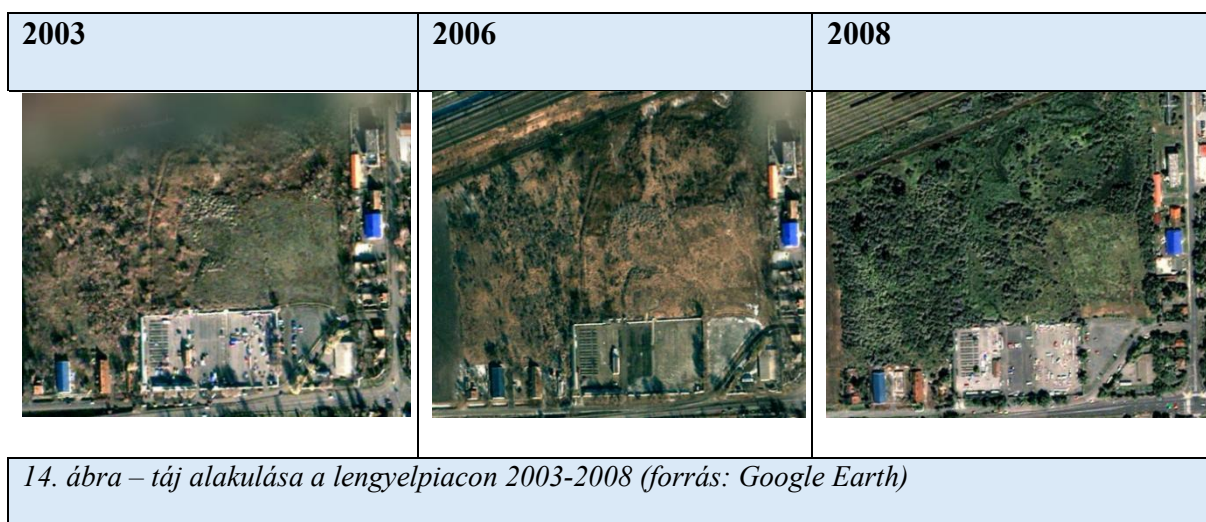 2003
2006
2008
14. ábra – táj alakulása a lengyelpiacon 2003-2008 (forrás: Google Earth)